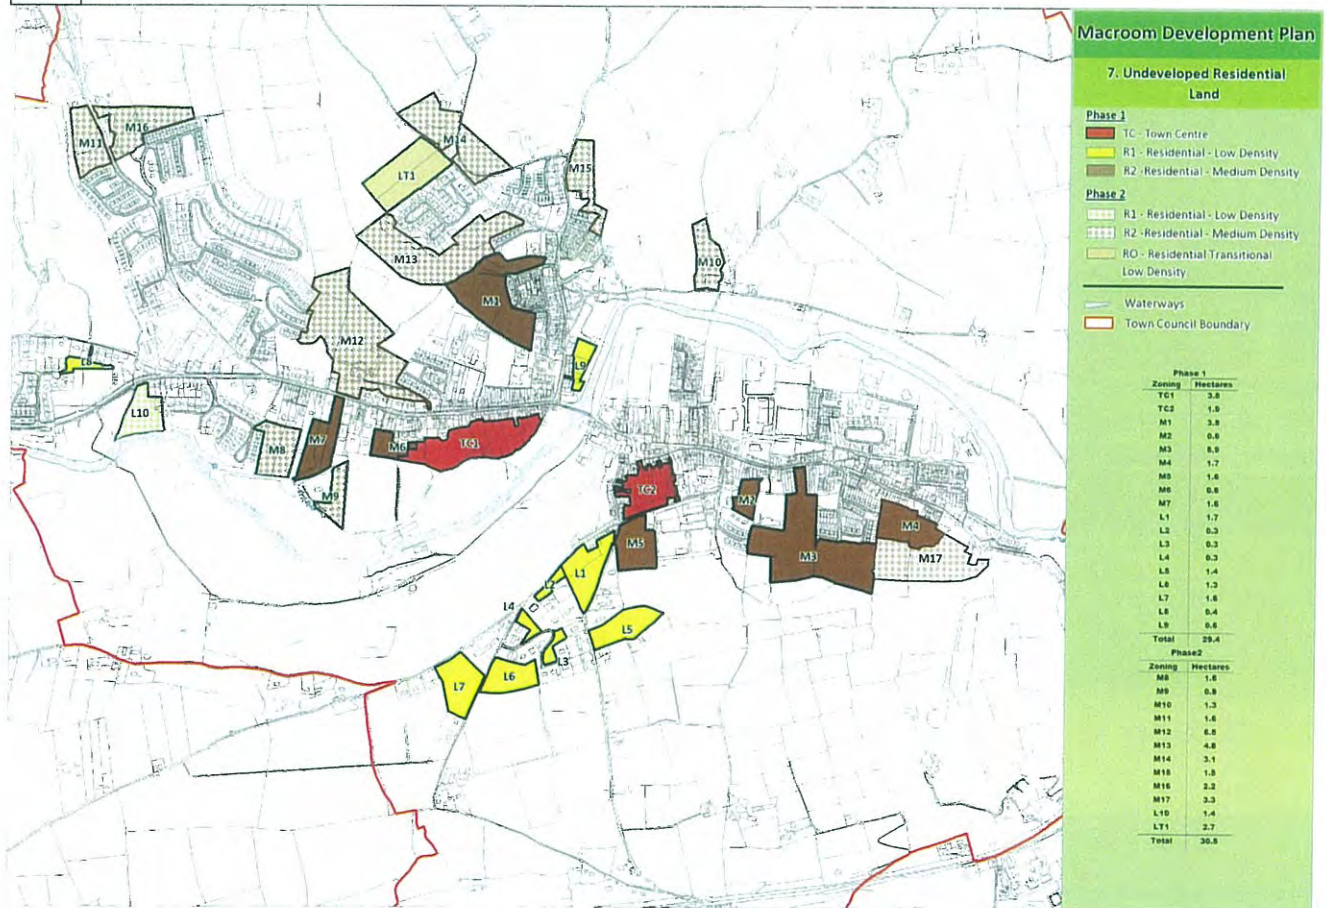 Macroom Development Plan
7. Undeveloped Residential
Land
Phase 1
TC - Town Centre
R1 - Residential - Low Density
R2 -Residential - Medium Density
Phase 2
R1 - Residential - Low Density
R2 -Residential - Medium Density
RO - Residential Transitional
Low Density
Waterways
Town Council Boundary
Phase 1
Zoning Hectares
TC1 3.8
TC2 1.9
M1 3.8
M2 0.6
M3 5.9
M4 1.7
M5 1.6
M6 0.6
M7 1.6
L1 1.7
L2 0.3
L3 0.3
L4 0.3
L5 1.4
L6 1.3
L7 1.6
L8 0.4
L9 0.6
Total 29.4
Phase2
Zoning Hectares
M8 1.6
M9 0.8
M10 1.3
M11 1.6
M12 6.5
M13 4.8
M14 3.1
M15 1.5
M16 2.2
M17 3.3
L10 1.4
LT1 2.7
Total 30.8
M16
M11
M14
LT1
M15
M13
M10
M1
M12
L8
L9
L10
M7
M8
M6
TC1
M9
TC2
M2
M4
M5
M3
M17
L1
L2
L4
L5
L3
L6
L7